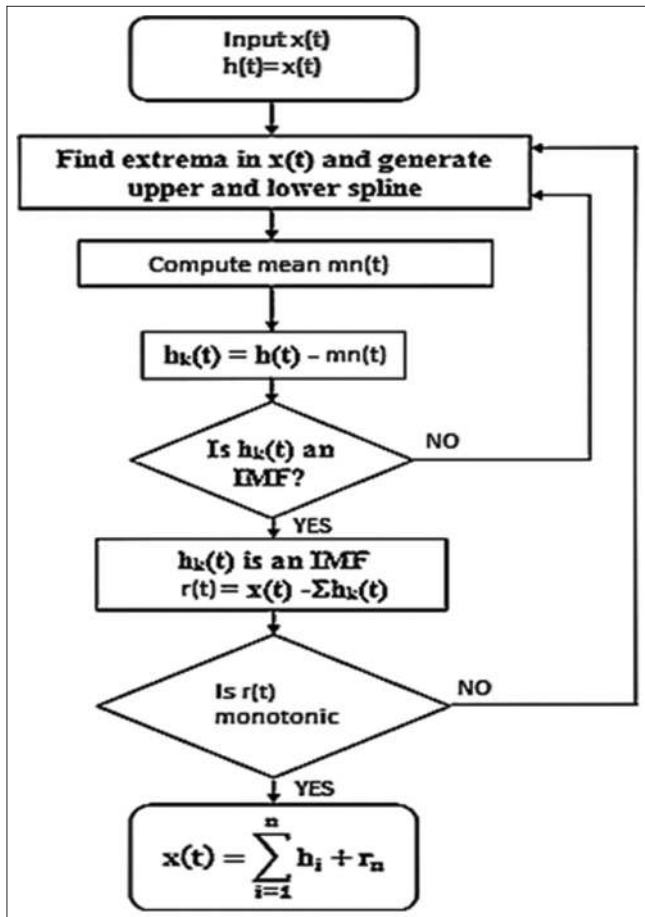 Input x(t)
h(t)=x(t)
Find extrema in x(t) and generate
upper and lower spline
Compute mean mn(t)
hₖ(t) = h(t) – mn(t)
Is hₖ(t) an
IMF?
NO
YES
hₖ(t) is an IMF
r(t) = x(t) -Σhₖ(t)
Is r(t)
monotonic
NO
YES
x(t) = ∑ⁿᵢ₌₁ hᵢ + rₙ